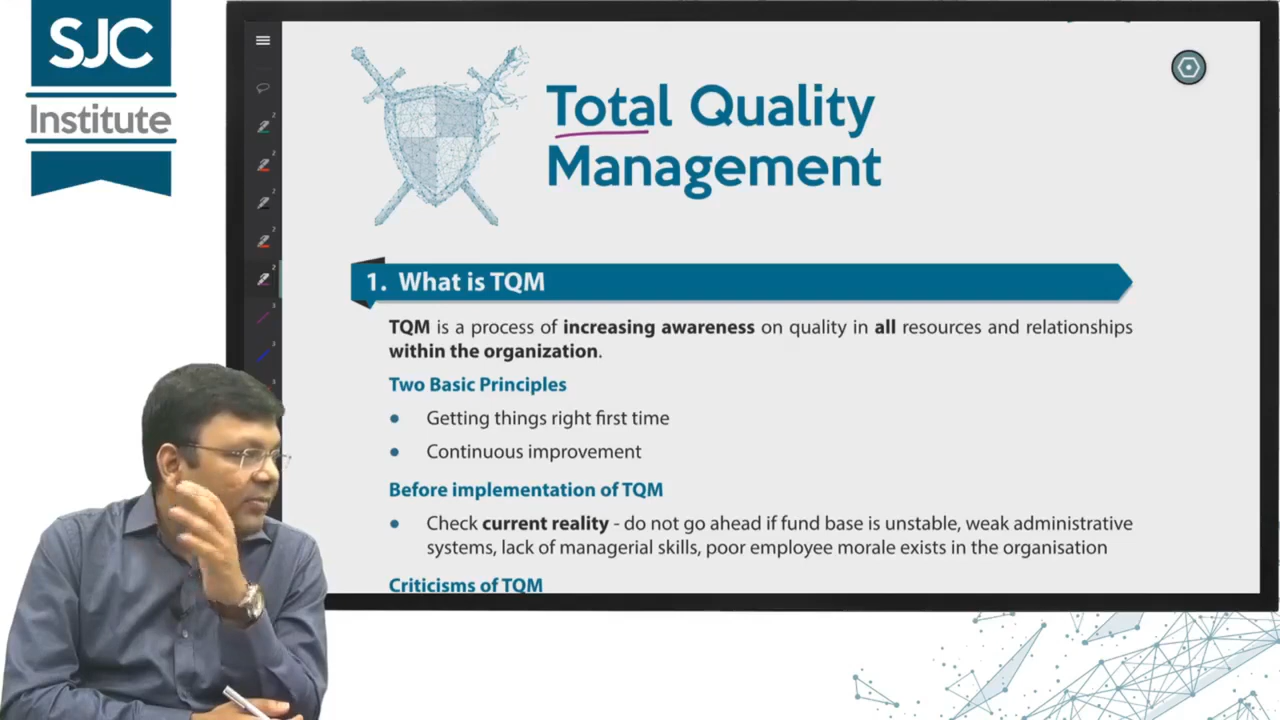 SJC
Institute
Total Quality
Management
1. What is TQM
TQM is a process of increasing awareness on quality in all resources and relationships
within the organization.
Two Basic Principles
● Getting things right first time
● Continuous improvement
Before implementation of TQM
● Check current reality - do not go ahead if fund base is unstable, weak administrative
systems, lack of managerial skills, poor employee morale exists in the organisation
Criticisms of TQM